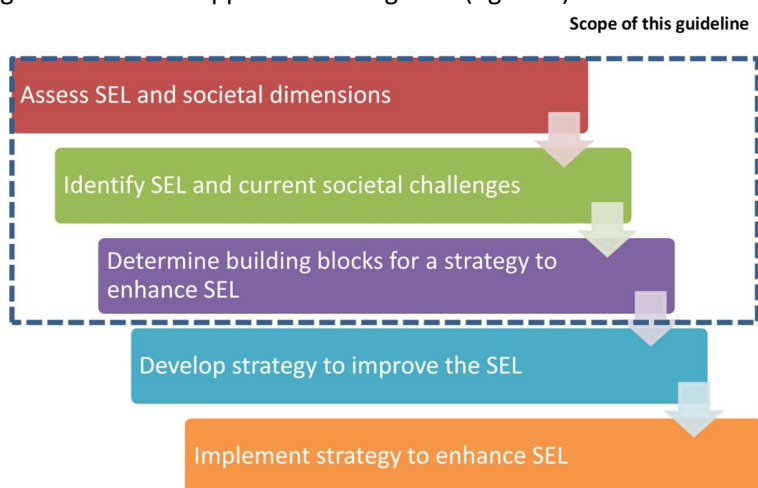 Scope of this guideline
Assess SEL and societal dimensions
Identify SEL and current societal challenges
Determine building blocks for a strategy to
enhance SEL
Develop strategy to improve the SEL
Implement strategy to enhance SEL